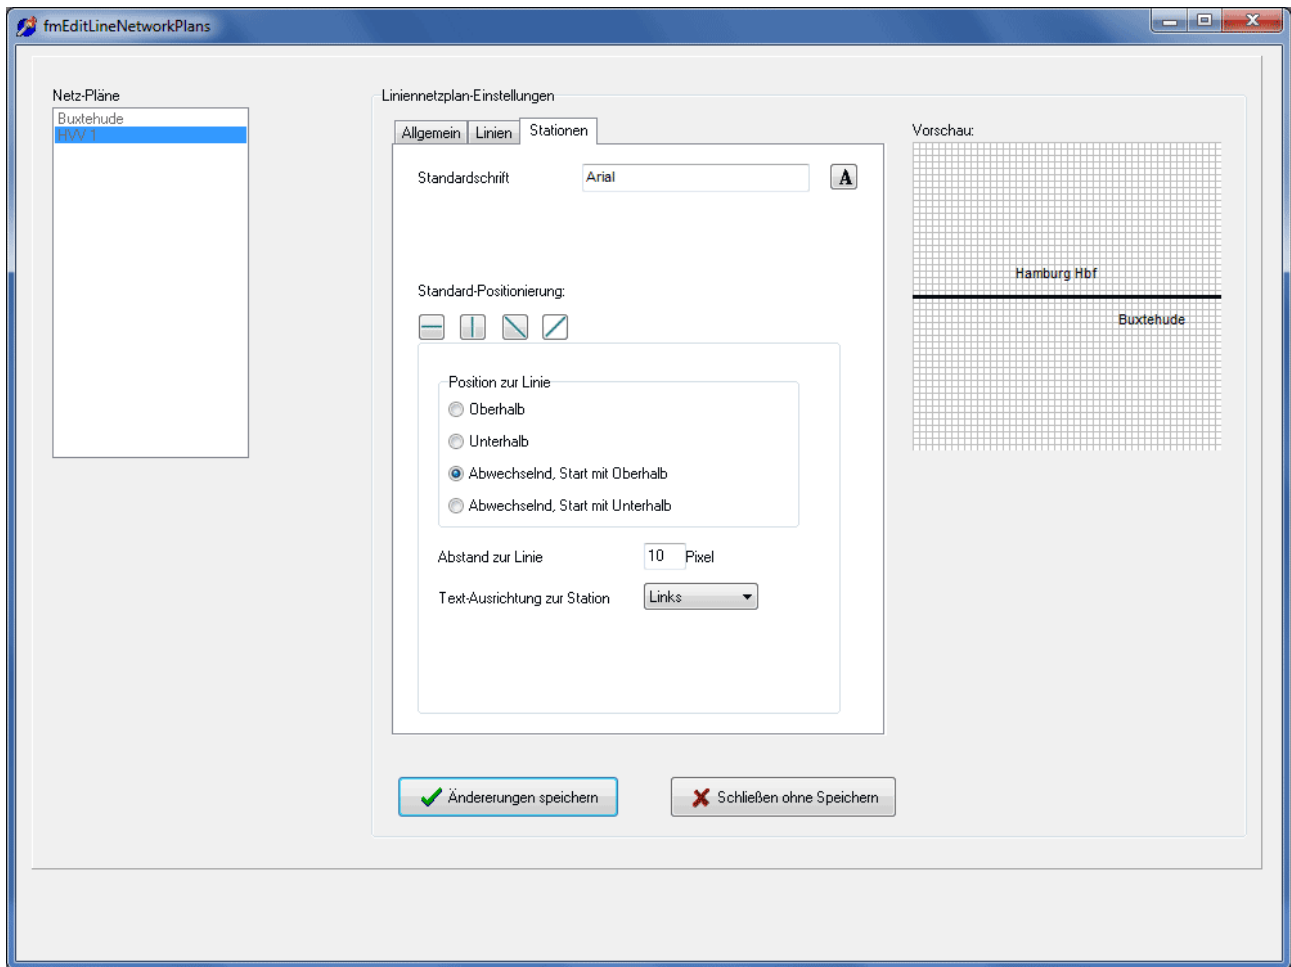 fmEditLineNetworkPlans
Netz-Pläne
Buxtehude
HVV 1
Liniennetzplan-Einstellungen
Allgemein
Linien
Stationen
Standardschrift
Arial
A
Standard-Positionierung:
Position zur Linie
Oberhalb
Unterhalb
Abwechselnd, Start mit Oberhalb
Abwechselnd, Start mit Unterhalb
Abstand zur Linie
10
Pixel
Text-Ausrichtung zur Station
Links
Vorschau:
Hamburg Hbf
Buxtehude
Ändererungen speichern
Schließen ohne Speichern